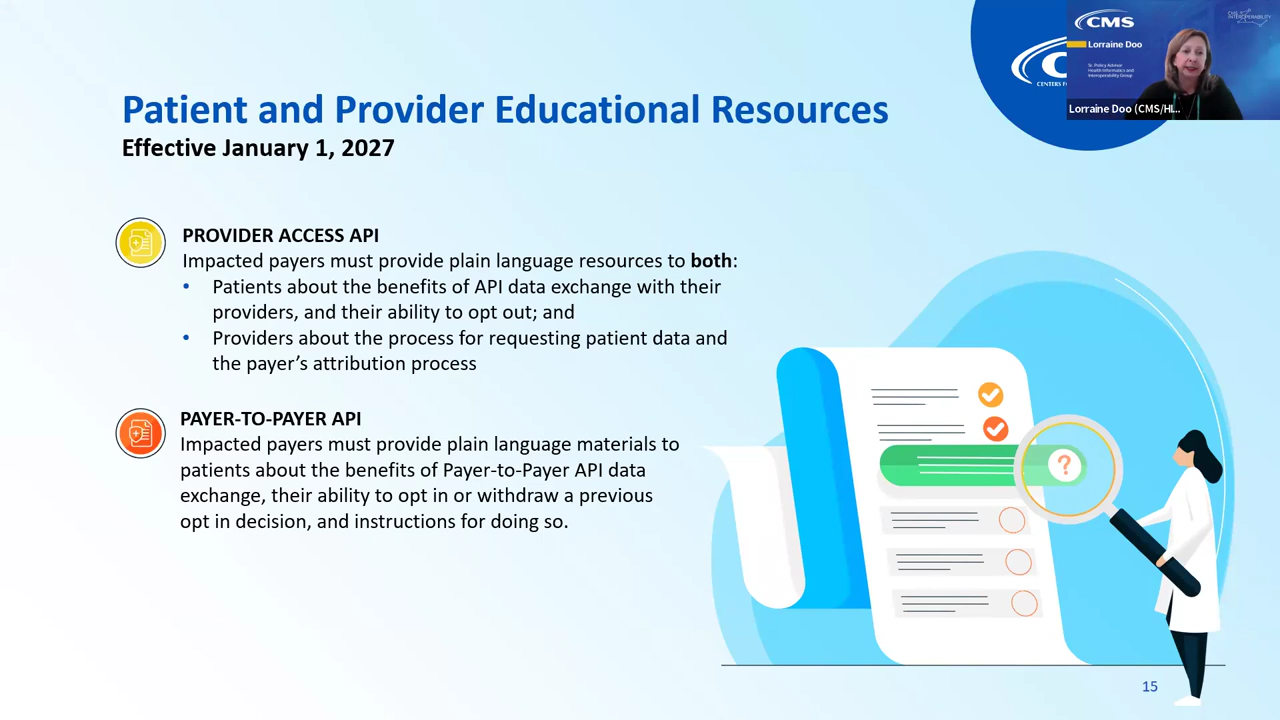 Patient and Provider Educational Resources
Effective January 1, 2027
PROVIDER ACCESS API
Impacted payers must provide plain language resources to both:
• Patients about the benefits of API data exchange with their
providers, and their ability to opt out; and
• Providers about the process for requesting patient data and
the payer’s attribution process
PAYER-TO-PAYER API
Impacted payers must provide plain language materials to
patients about the benefits of Payer-to-Payer API data
exchange, their ability to opt in or withdraw a previous
opt in decision, and instructions for doing so.
?
15
C
CENTERS F
CMS
Lorraine Doo
Sr. Policy Advisor
Health Informatics and
Interoperability Group
CMS
INTEROPERABILITY
Lorraine Doo (CMS/HI...